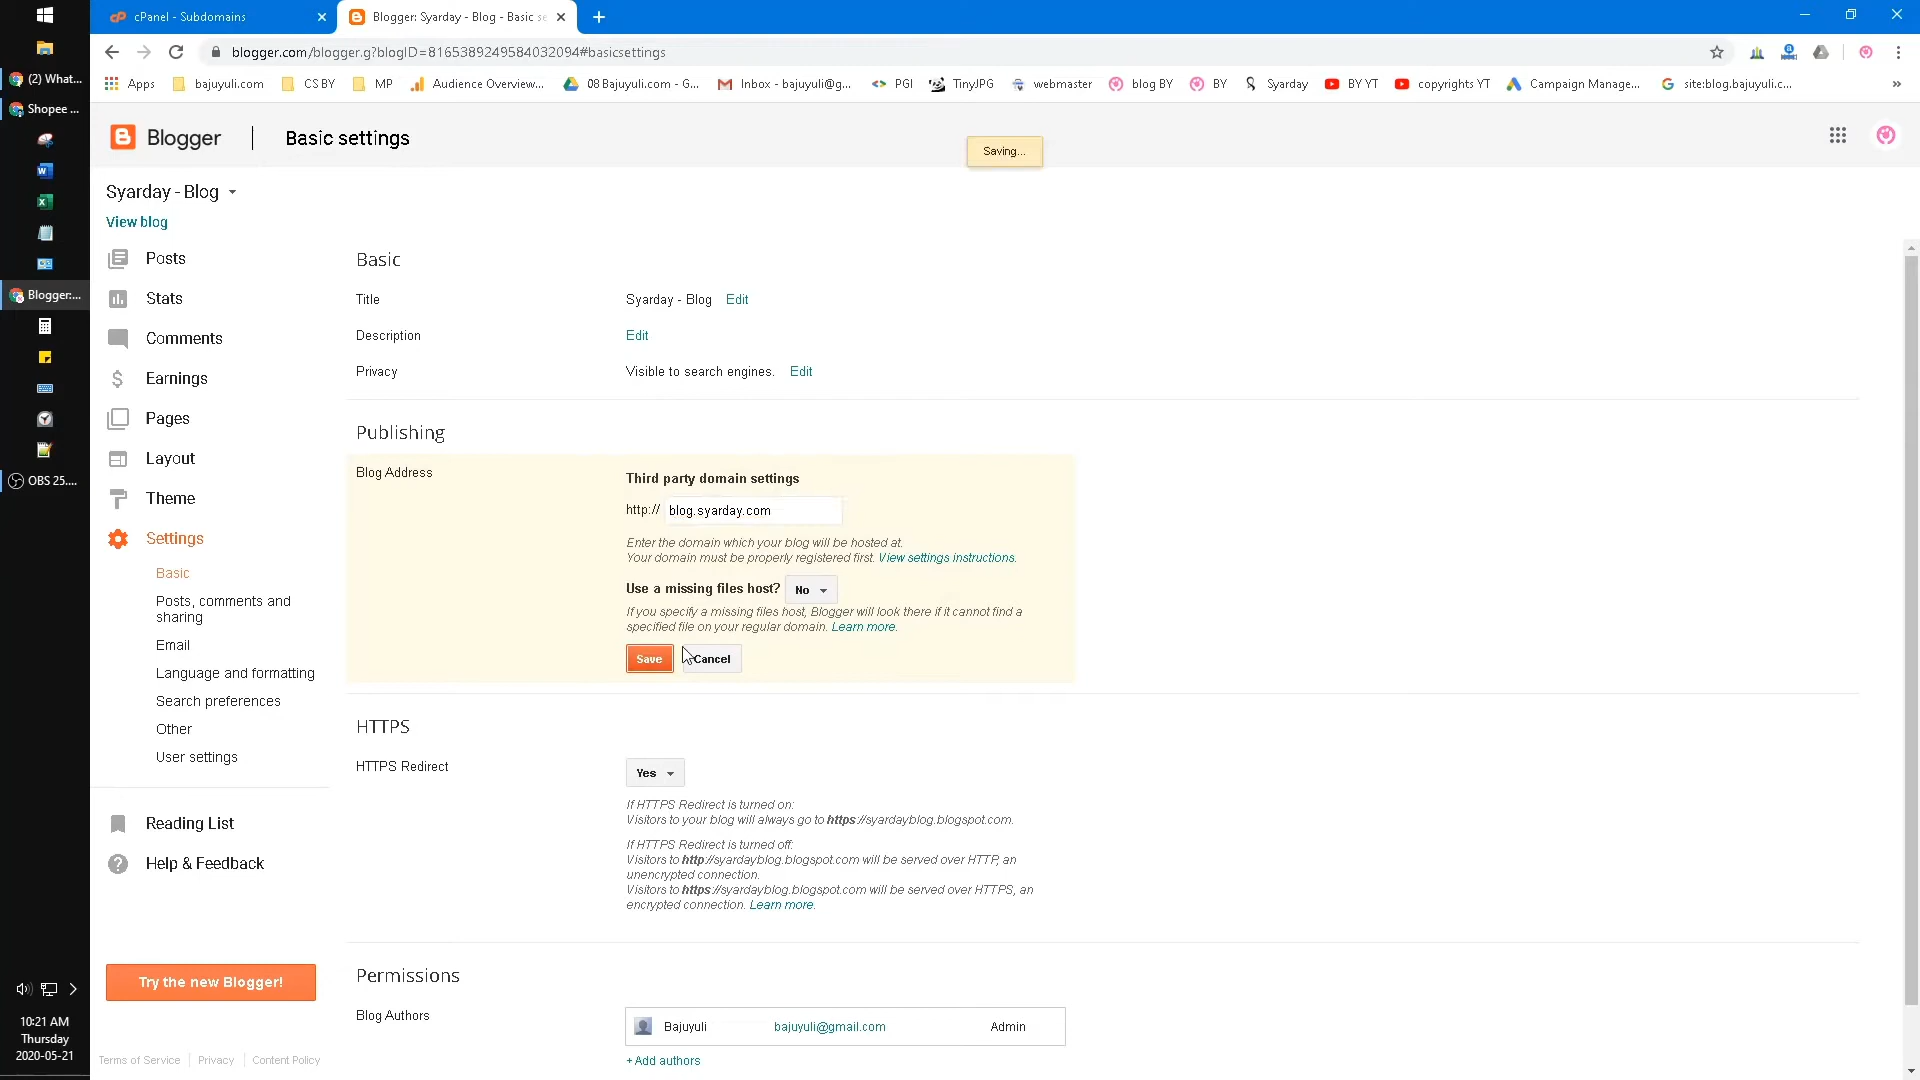 cPanel - Subdomains
Blogger: Syarday - Blog - Basic se
blogger.com/blogger.g?blogID=8165389249584032094#basicsettings
Apps
bajuyuli.com
CS BY
MP
Audience Overview...
08 Bajuyuli.com - G...
Inbox - bajuyuli@g...
PGI
TinyJPG
webmaster
blog BY
BY
Syarday
BY YT
copyrights YT
Campaign Manage...
site:blog.bajuyuli.c...
»
(2) What...
Shopee ...
Blogger:...
OBS 25....
10:21 AM
Thursday
2020-05-21
Blogger
Basic settings
Saving...
Syarday - Blog
View blog
Posts
Stats
Comments
Earnings
Pages
Layout
Theme
Settings
Basic
Posts, comments and
sharing
Email
Language and formatting
Search preferences
Other
User settings
Reading List
Help & Feedback
Try the new Blogger!
Terms of Service
Privacy
Content Policy
Basic
Title
Syarday - Blog Edit
Description
Edit
Privacy
Visible to search engines. Edit
Publishing
Blog Address
Third party domain settings
http:// blog.syarday.com
Enter the domain which your blog will be hosted at.
Your domain must be properly registered first. View settings instructions.
Use a missing files host? No
If you specify a missing files host, Blogger will look there if it cannot find a
specified file on your regular domain. Learn more.
Save
Cancel
HTTPS
HTTPS Redirect
Yes
If HTTPS Redirect is turned on:
Visitors to your blog will always go to https://syardayblog.blogspot.com.
If HTTPS Redirect is turned off:
Visitors to http://syardayblog.blogspot.com will be served over HTTP, an
unencrypted connection.
Visitors to https://syardayblog.blogspot.com will be served over HTTPS, an
encrypted connection. Learn more.
Permissions
Blog Authors
Bajuyuli
bajuyuli@gmail.com
Admin
+ Add authors